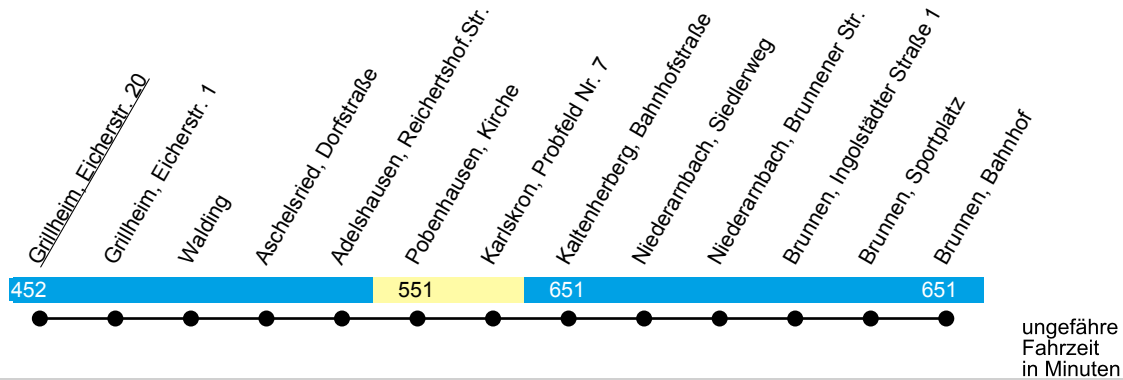 Grillheim, Eicherstr. 20
Grillheim, Eicherstr. 1
Walding
Aschelsried, Dorfstraße
Adelshausen, Reichertshof.Str.
Pobenhausen, Kirche
Karlskron, Probfeld Nr. 7
Kaltenherberg, Bahnhofstraße
Niederarnbach, Siedlerweg
Niederarnbach, Brunnener Str.
Brunnen, Ingolstädter Straße 1
Brunnen, Sportplatz
Brunnen, Bahnhof
452 551 651 651
ungefähre
Fahrzeit
in Minuten